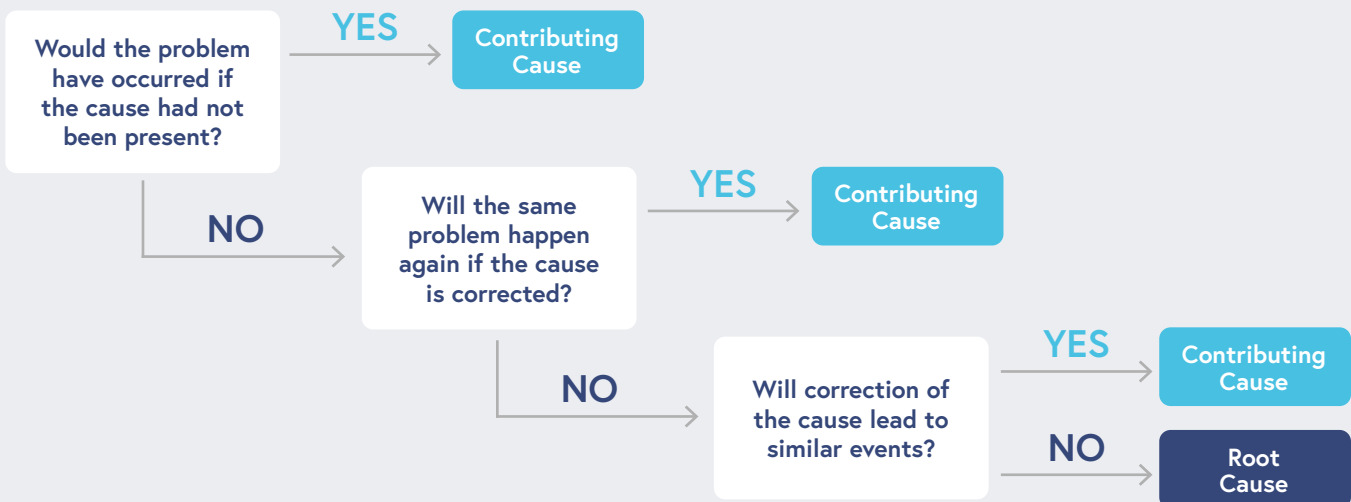 Would the problem
have occurred if
the cause had not
been present?
YES
Contributing
Cause
NO
Will the same
problem happen
again if the cause
is corrected?
YES
Contributing
Cause
NO
Will correction of
the cause lead to
similar events?
YES
Contributing
Cause
NO
Root
Cause